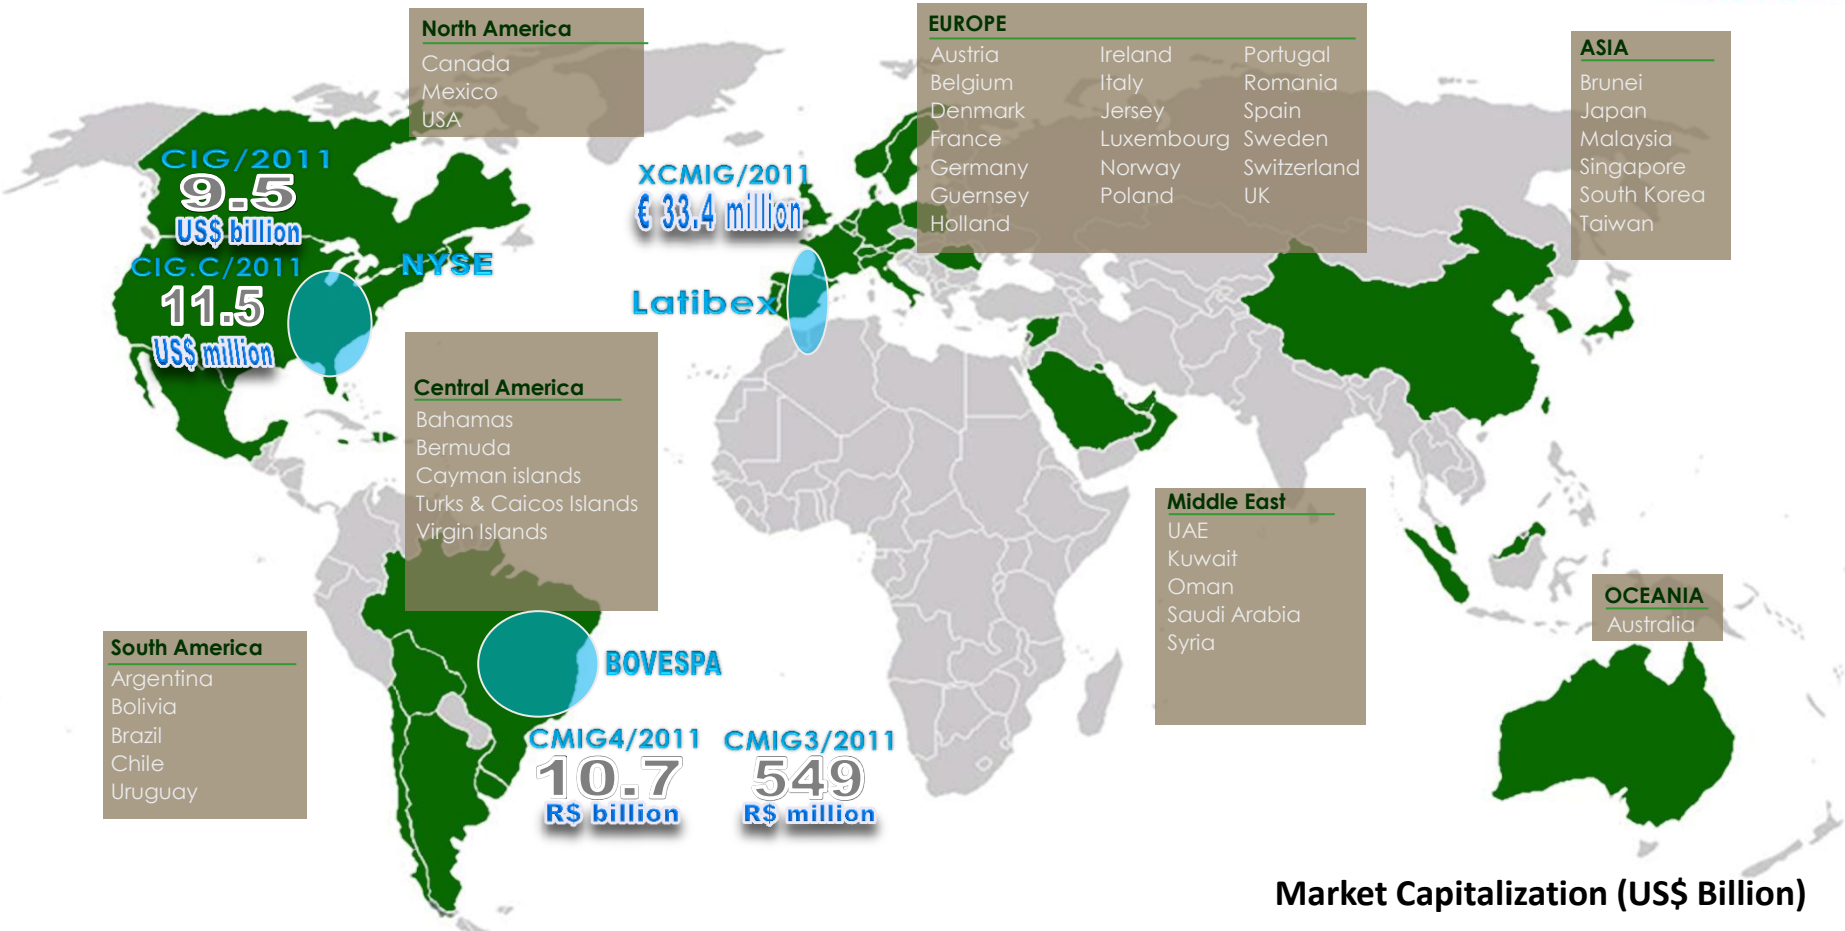 North America
Canada
Mexico
USA
EUROPE
Austria
Belgium
Denmark
France
Germany
Guernsey
Holland
Ireland
Italy
Jersey
Luxembourg
Norway
Poland
Portugal
Romania
Spain
Sweden
Switzerland
UK
ASIA
Brunei
Japan
Malaysia
Singapore
South Korea
Taiwan
CIG/2011
9.5
US$ billion
CIG.C/2011
11.5
US$ million
NYSE
XCMIG/2011
€ 33.4 million
Latibex
Central America
Bahamas
Bermuda
Cayman islands
Turks & Caicos Islands
Virgin Islands
Middle East
UAE
Kuwait
Oman
Saudi Arabia
Syria
OCEANIA
Australia
South America
Argentina
Bolivia
Brazil
Chile
Uruguay
BOVESPA
CMIG4/2011
10.7
R$ billion
CMIG3/2011
549
R$ million
Market Capitalization (US$ Billion)